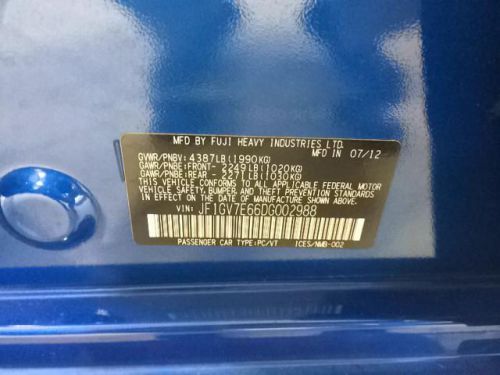 MFD BY FUJI HEAVY INDUSTRIES LTD.
MFD IN 07/12
GVWR/PNBV: 4387LB(1990KG)
GAWR/PNBE:FRONT- 2249LB(1020KG)
GAWR/PNBE:REAR - 2271LB(1030KG)
THIS VEHICLE CONFORMS TO ALL APPLICABLE FEDERAL MOTOR
VEHICLE SAFETY, BUMPER, AND THEFT PREVENTION STANDARDS
IN EFFECT ON THE DATE OF MANUFACTURE SHOWN ABOVE.
VIN: JF1GV7E66DG002988
PASSENGER CAR TYPE:PC/VT ICES/NMB-002